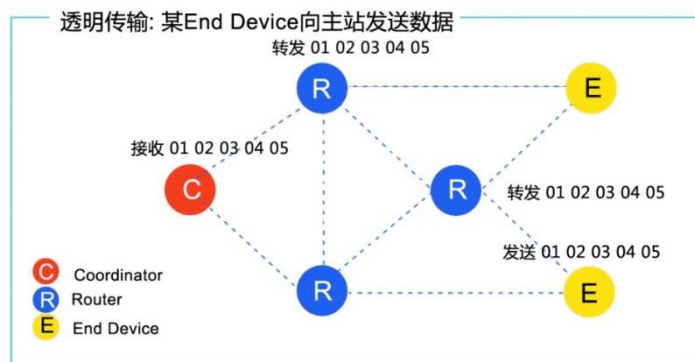 透明传输: 某End Device向主站发送数据
转发 01 02 03 04 05
R
E
接收 01 02 03 04 05
C
R
转发 01 02 03 04 05
发送 01 02 03 04 05
R
E
C Coordinator
R Router
E End Device